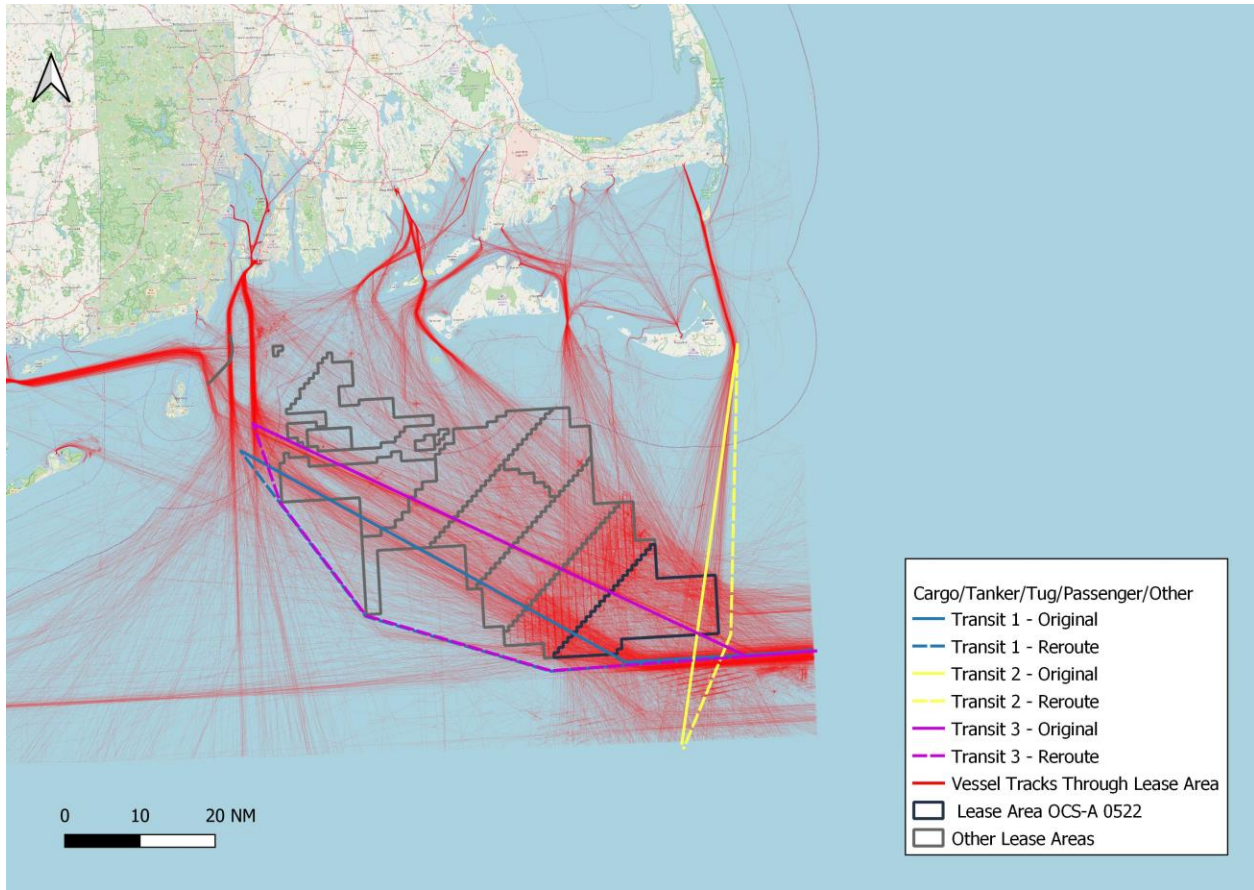 Cargo/Tanker/Tug/Passenger/Other
Transit 1 - Original
Transit 1 - Reroute
Transit 2 - Original
Transit 2 - Reroute
Transit 3 - Original
Transit 3 - Reroute
Vessel Tracks Through Lease Area
Lease Area OCS-A 0522
Other Lease Areas
0 10 20 NM